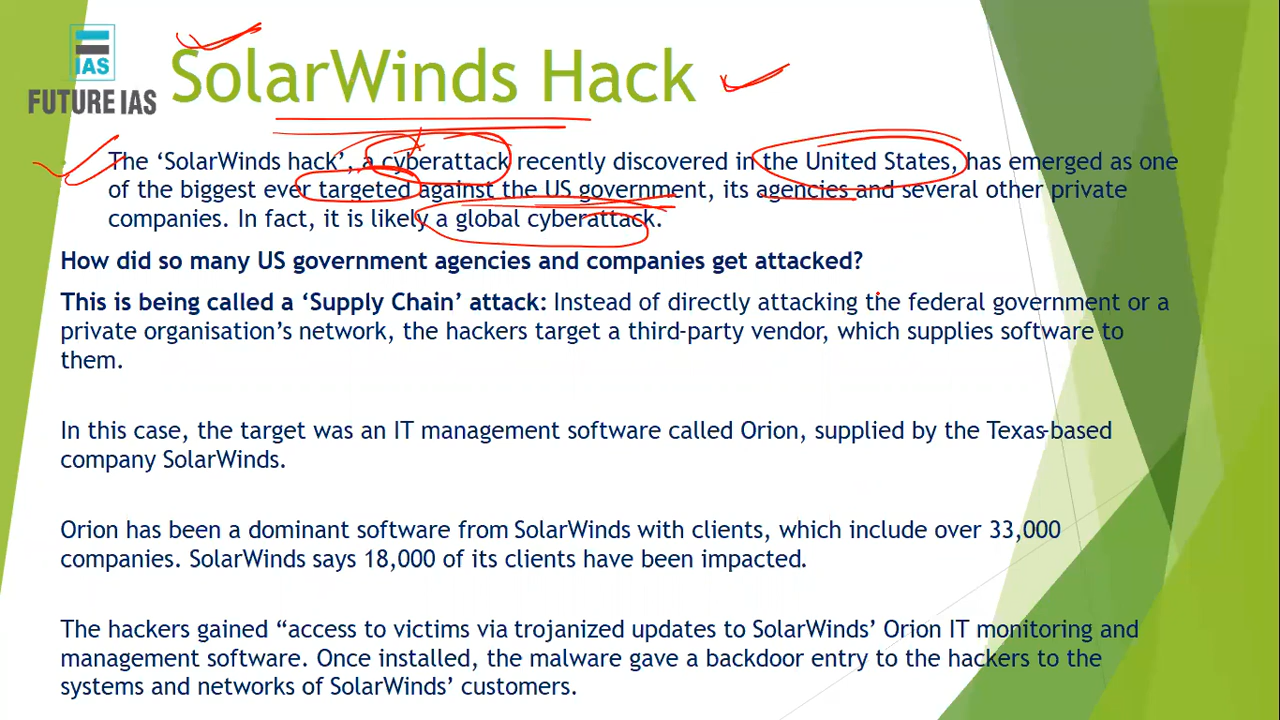 IAS
FUTURE IAS
SolarWinds Hack
The ‘SolarWinds hack’, a cyberattack recently discovered in the United States, has emerged as one
of the biggest ever targeted against the US government, its agencies and several other private
companies. In fact, it is likely a global cyberattack.
How did so many US government agencies and companies get attacked?
This is being called a ‘Supply Chain’ attack: Instead of directly attacking the federal government or a
private organisation’s network, the hackers target a third-party vendor, which supplies software to
them.
In this case, the target was an IT management software called Orion, supplied by the Texas-based
company SolarWinds.
Orion has been a dominant software from SolarWinds with clients, which include over 33,000
companies. SolarWinds says 18,000 of its clients have been impacted.
The hackers gained “access to victims via trojanized updates to SolarWinds’ Orion IT monitoring and
management software. Once installed, the malware gave a backdoor entry to the hackers to the
systems and networks of SolarWinds’ customers.